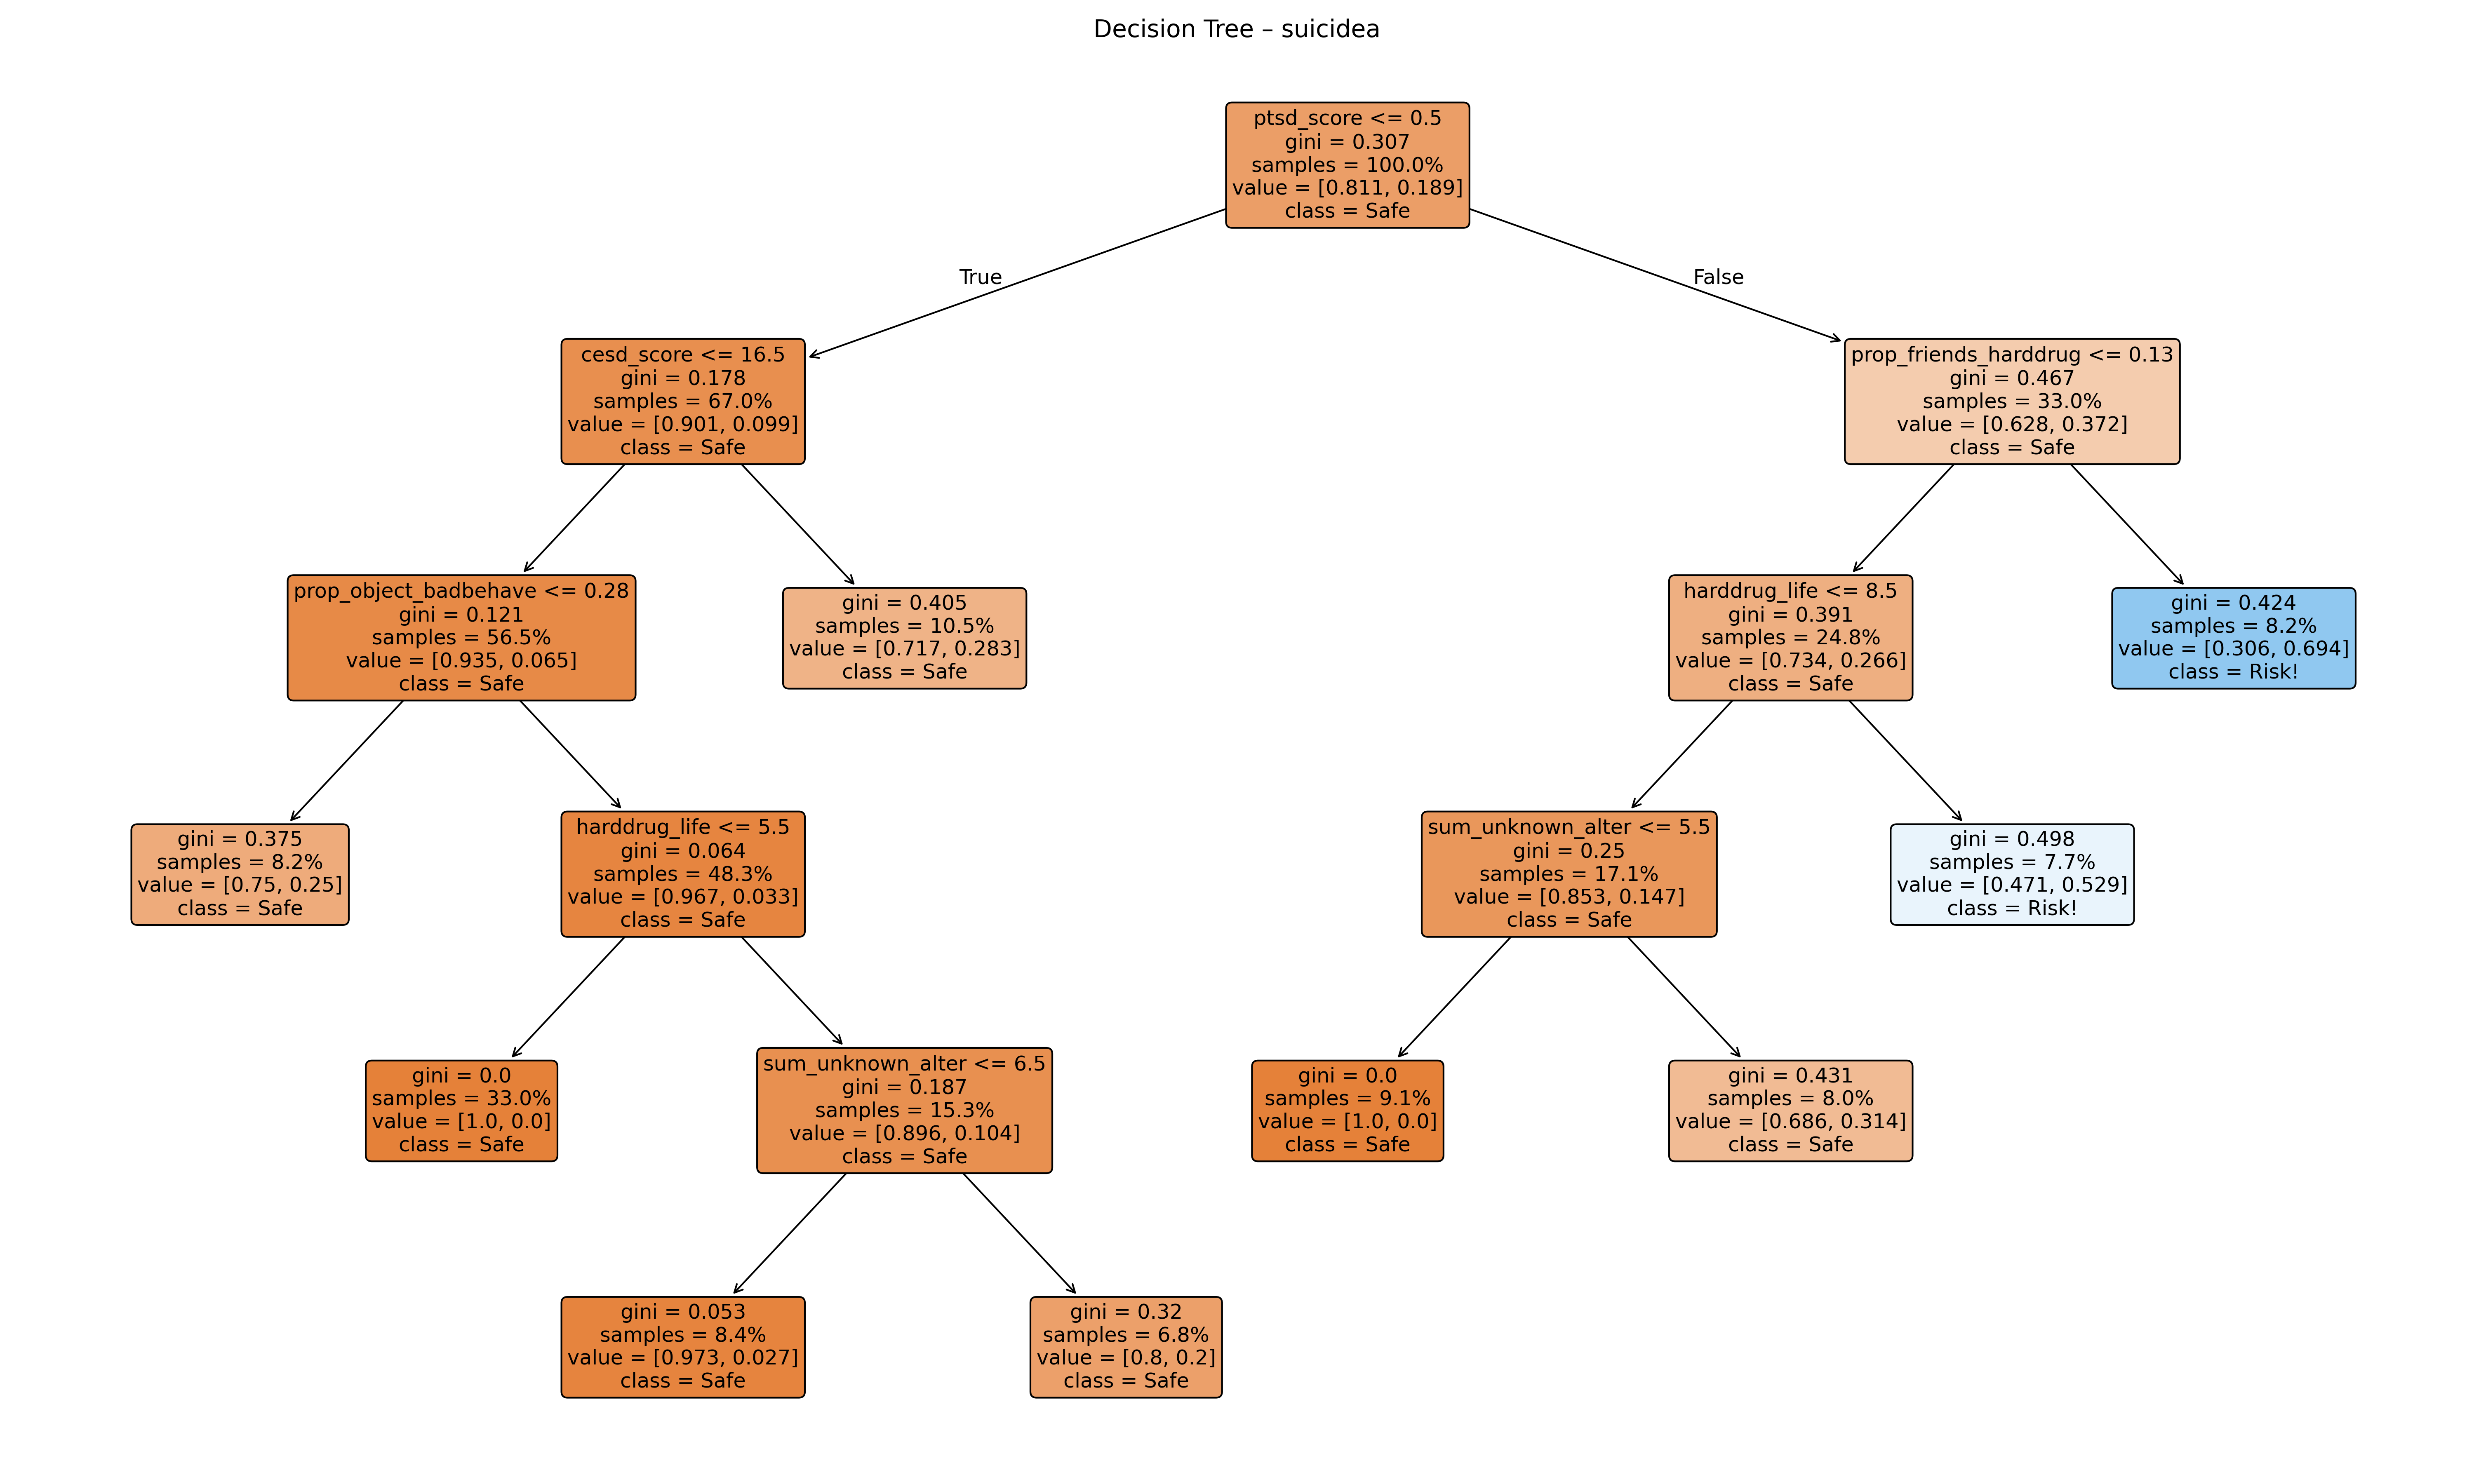 Decision Tree – suicidea
ptsd_score <= 0.5
gini = 0.307
samples = 100.0%
value = [0.811, 0.189]
class = Safe
True
False
cesd_score <= 16.5
gini = 0.178
samples = 67.0%
value = [0.901, 0.099]
class = Safe
prop_friends_harddrug <= 0.13
gini = 0.467
samples = 33.0%
value = [0.628, 0.372]
class = Safe
prop_object_badbehave <= 0.28
gini = 0.121
samples = 56.5%
value = [0.935, 0.065]
class = Safe
gini = 0.405
samples = 10.5%
value = [0.717, 0.283]
class = Safe
harddrug_life <= 8.5
gini = 0.391
samples = 24.8%
value = [0.734, 0.266]
class = Safe
gini = 0.424
samples = 8.2%
value = [0.306, 0.694]
class = Risk!
gini = 0.375
samples = 8.2%
value = [0.75, 0.25]
class = Safe
harddrug_life <= 5.5
gini = 0.064
samples = 48.3%
value = [0.967, 0.033]
class = Safe
sum_unknown_alter <= 5.5
gini = 0.25
samples = 17.1%
value = [0.853, 0.147]
class = Safe
gini = 0.498
samples = 7.7%
value = [0.471, 0.529]
class = Risk!
gini = 0.0
samples = 33.0%
value = [1.0, 0.0]
class = Safe
sum_unknown_alter <= 6.5
gini = 0.187
samples = 15.3%
value = [0.896, 0.104]
class = Safe
gini = 0.0
samples = 9.1%
value = [1.0, 0.0]
class = Safe
gini = 0.431
samples = 8.0%
value = [0.686, 0.314]
class = Safe
gini = 0.053
samples = 8.4%
value = [0.973, 0.027]
class = Safe
gini = 0.32
samples = 6.8%
value = [0.8, 0.2]
class = Safe